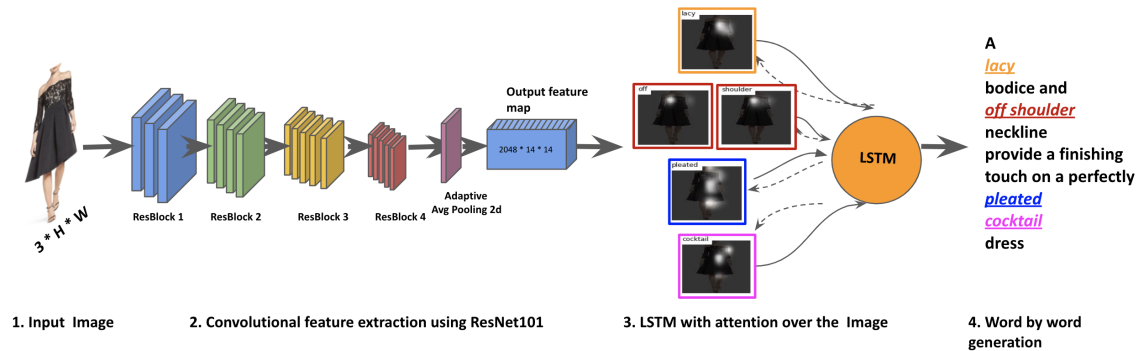 3 * H * W
ResBlock 1
ResBlock 2
ResBlock 3
ResBlock 4
Adaptive
Avg Pooling 2d
Output feature
map
2048 * 14 * 14
lacy
off
shoulder
pleated
cocktail
LSTM
A
lacy
bodice and
off shoulder
neckline
provide a finishing
touch on a perfectly
pleated
cocktail
dress
1. Input Image
2. Convolutional feature extraction using ResNet101
3. LSTM with attention over the Image
4. Word by word
generation